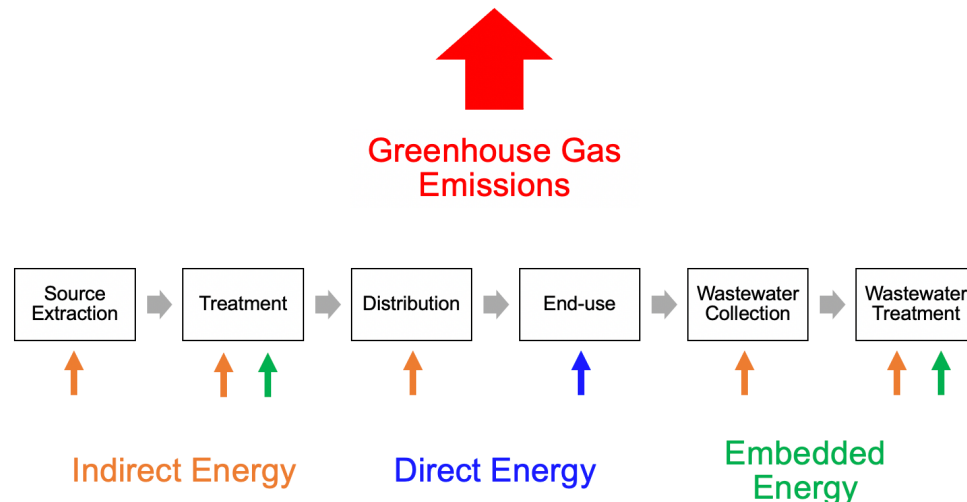 Greenhouse Gas
Emissions
Source
Extraction
Treatment
Distribution
End-use
Wastewater
Collection
Wastewater
Treatment
Indirect Energy
Direct Energy
Embedded
Energy